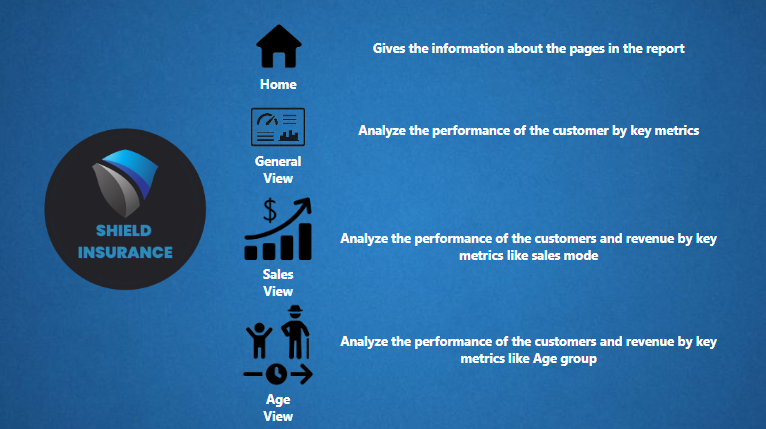 SHIELD
INSURANCE
Home
Gives the information about the pages in the report
General
View
Analyze the performance of the customer by key metrics
$
Sales
View
Analyze the performance of the customers and revenue by key
metrics like sales mode
Age
View
Analyze the performance of the customers and revenue by key
metrics like Age group